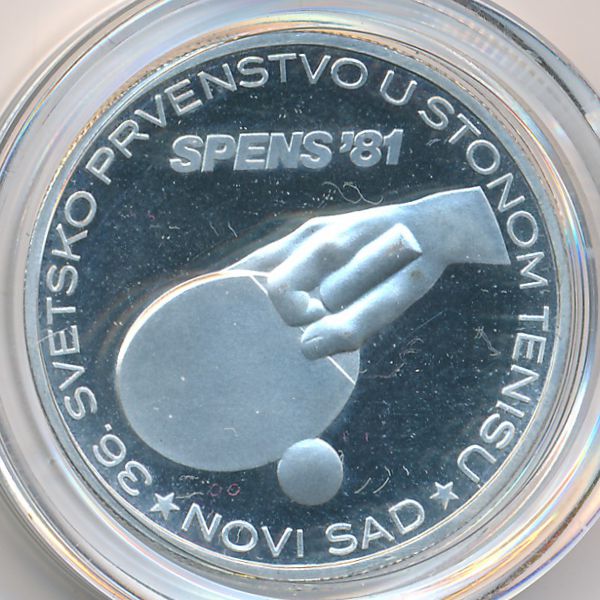 36. SVETSKO PRVENSTVO U STONOM TENISU
SPENS '81
★ NOVI SAD ★